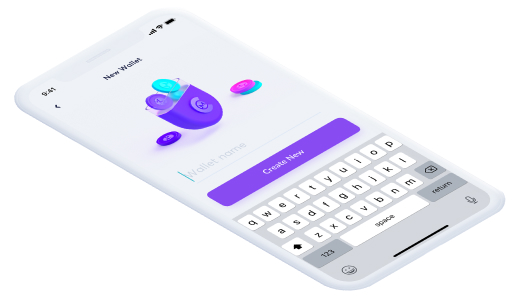 9:41
New Wallet
Wallet name
Create New
q w e r t y u i o p
a s d f g h j k l
z x c v b n m
123 space return